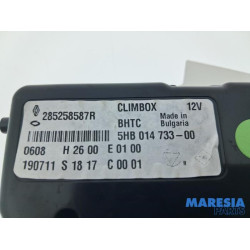 285258587R CLIMBOX 12V
BHTC Made in
Bulgaria
5HB 014 733-00
0608 H 26 00 E 01 00
190711 S 18 17 C 00 01
MARESIA
PARTS